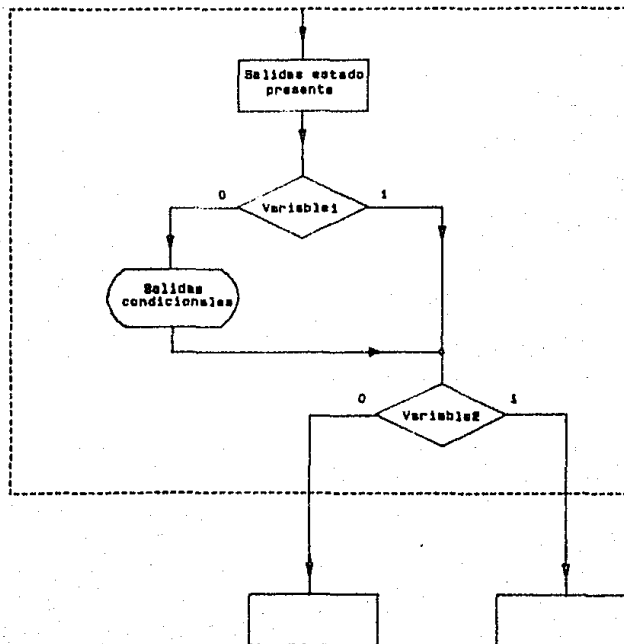 Salidas estado
presente
0
1
Variable1
Salidas
condicionales
0
1
Variable2